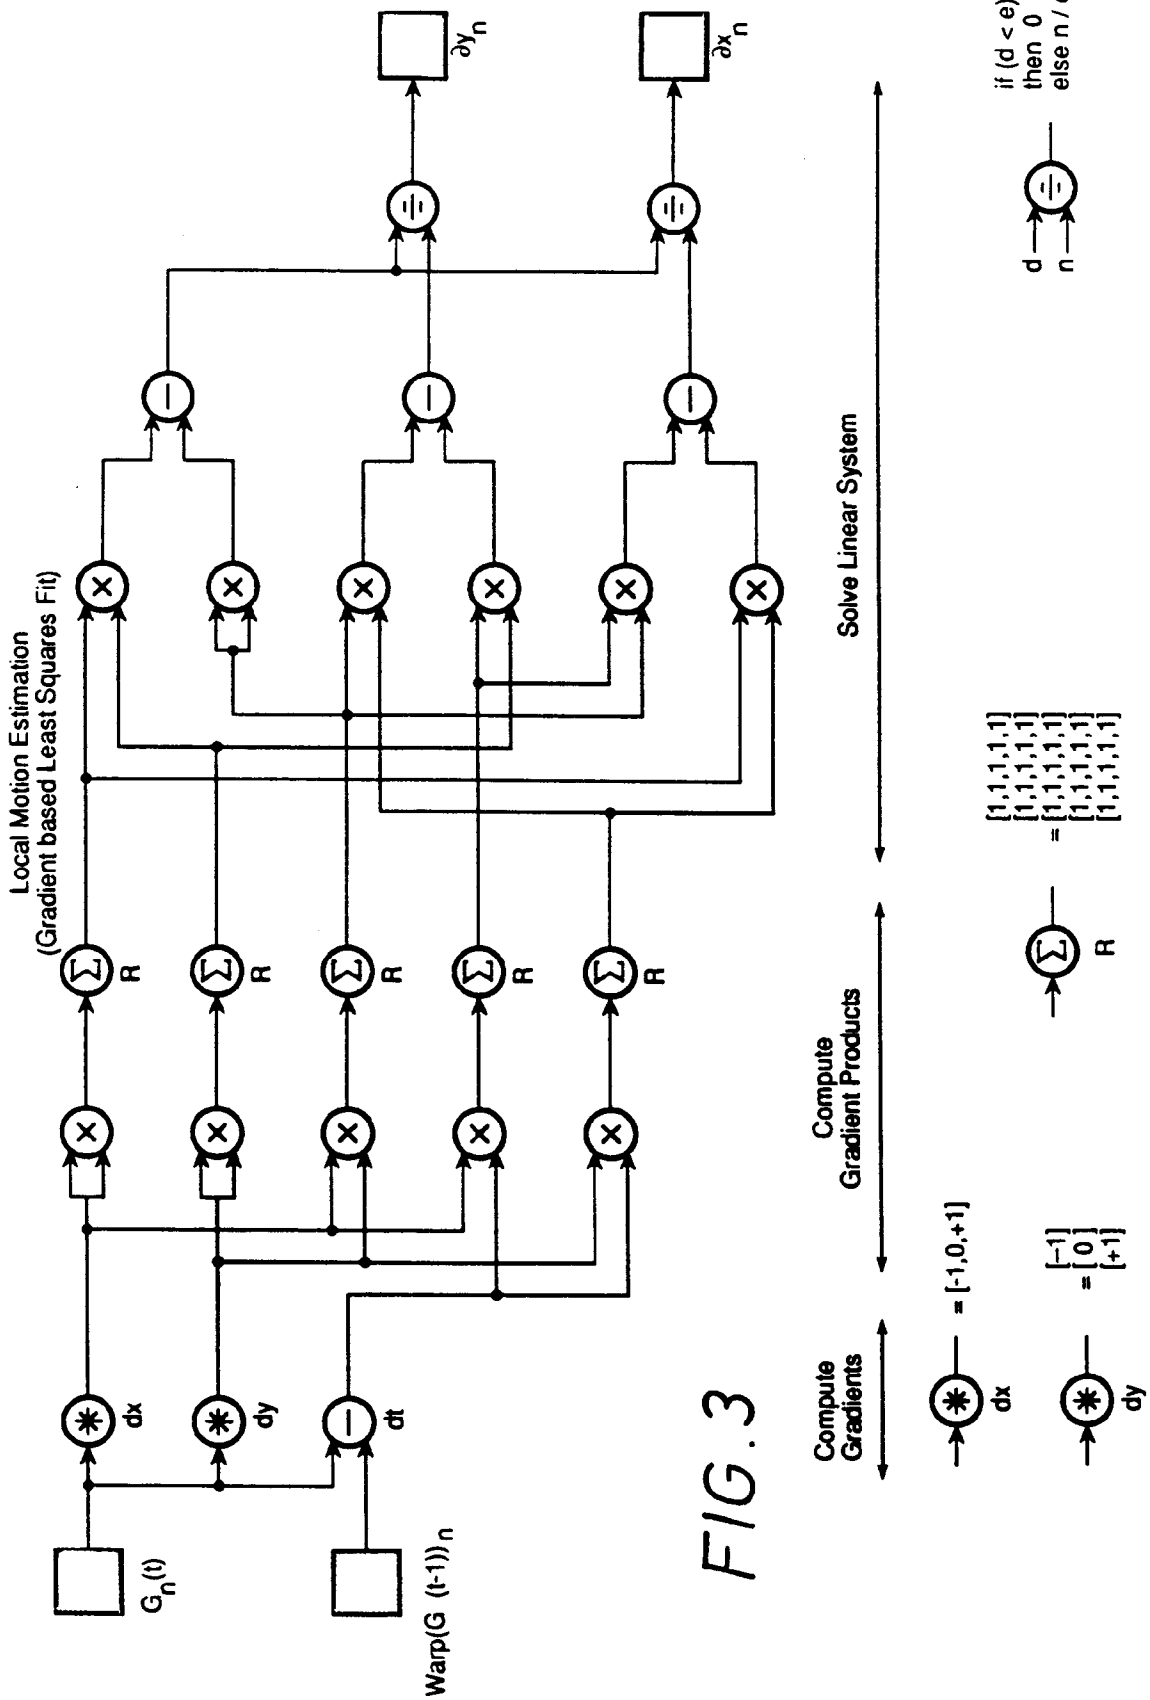 Local Motion Estimation
(Gradient based Least Squares Fit)
G n (t)
Warp(G (t-1)) n
dx
dy
dt
R
R
R
R
R
∂y n
∂x n
Compute
Gradients
Compute
Gradient Products
Solve Linear System
FIG. 3
dx
= [-1,0,+1]
dy
[-1]
= [ 0 ]
[+1]
R
[1,1,1,1,1]
[1,1,1,1,1]
= [1,1,1,1,1]
[1,1,1,1,1]
[1,1,1,1,1]
d
n
if (d < e)
then 0
else n /